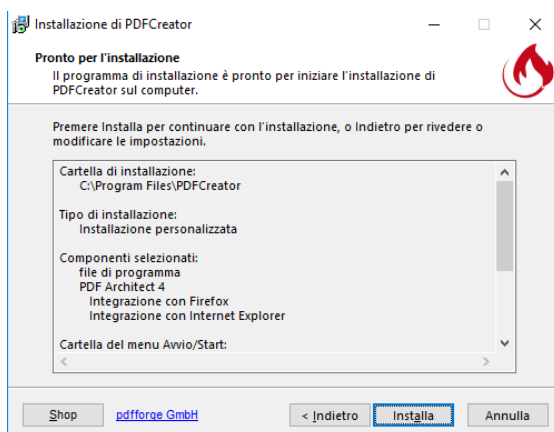 Installazione di PDFCreator
Pronto per l'installazione
Il programma di installazione è pronto per iniziare l'installazione di
PDFCreator sul computer.
Premere Installa per continuare con l'installazione, o Indietro per rivedere o
modificare le impostazioni.
Cartella di installazione:
C:\Program Files\PDFCreator
Tipo di installazione:
Installazione personalizzata
Componenti selezionati:
file di programma
PDF Architect 4
Integrazione con Firefox
Integrazione con Internet Explorer
Cartella del menu Avvio/Start:
Shop
pdfforge GmbH
< Indietro
Installa
Annulla